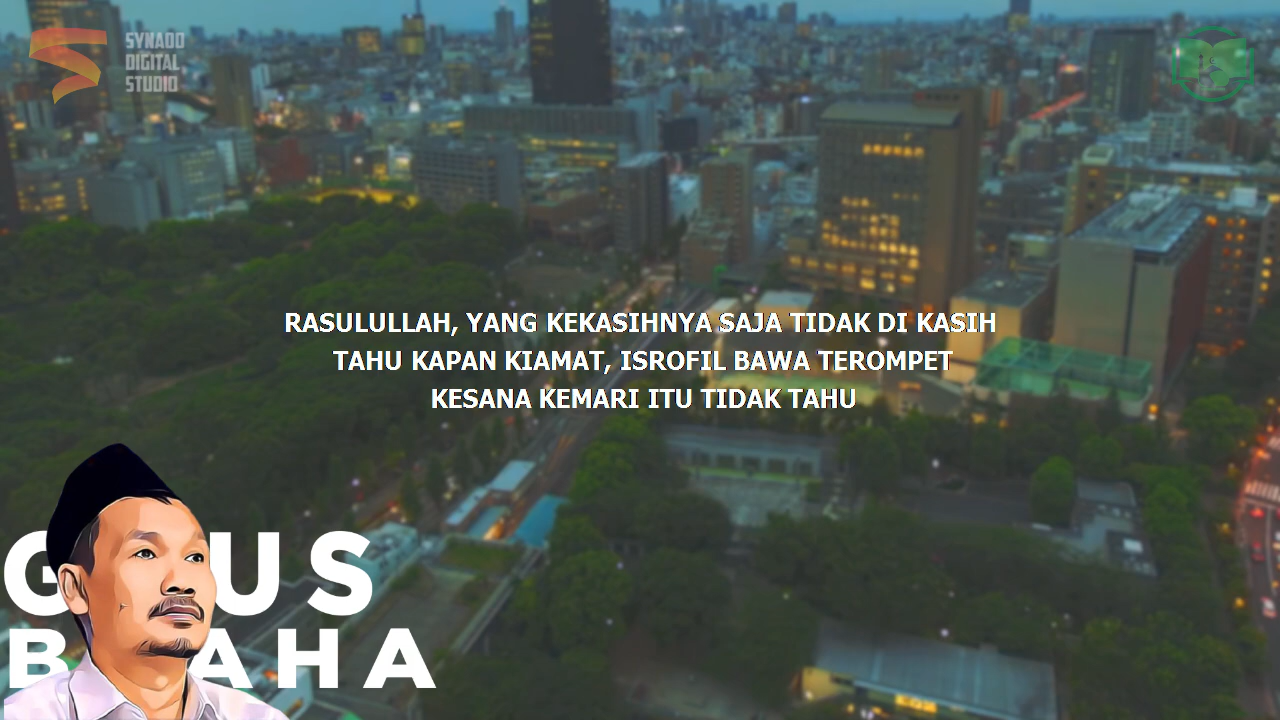 SYNADO
DIGITAL
STUDIO
RASULULLAH, YANG KEKASIHNYA SAJA TIDAK DI KASIH
TAHU KAPAN KIAMAT, ISROFIL BAWA TEROMPET
KESANA KEMARI ITU TIDAK TAHU
GUS
BAHA